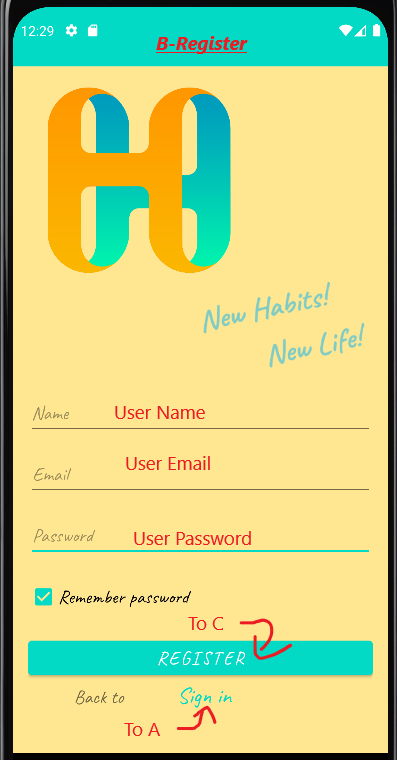 12:29
B-Register
New Habits!
New Life!
Name User Name
User Email
Email
Password User Password
Remember password
To C
REGISTER
Back to Sign in
To A